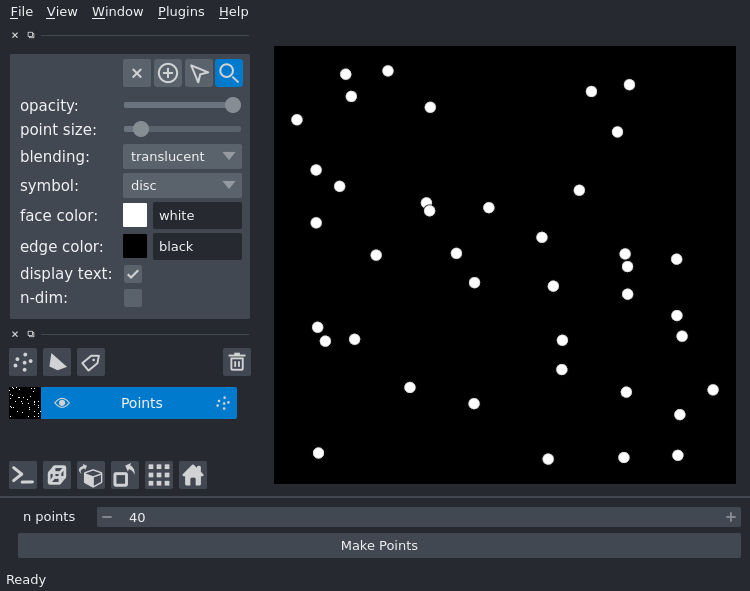 File View Window Plugins Help
opacity:
point size:
blending: translucent
symbol: disc
face color: white
edge color: black
display text:
n-dim:
Points
n points 40
Make Points
Ready